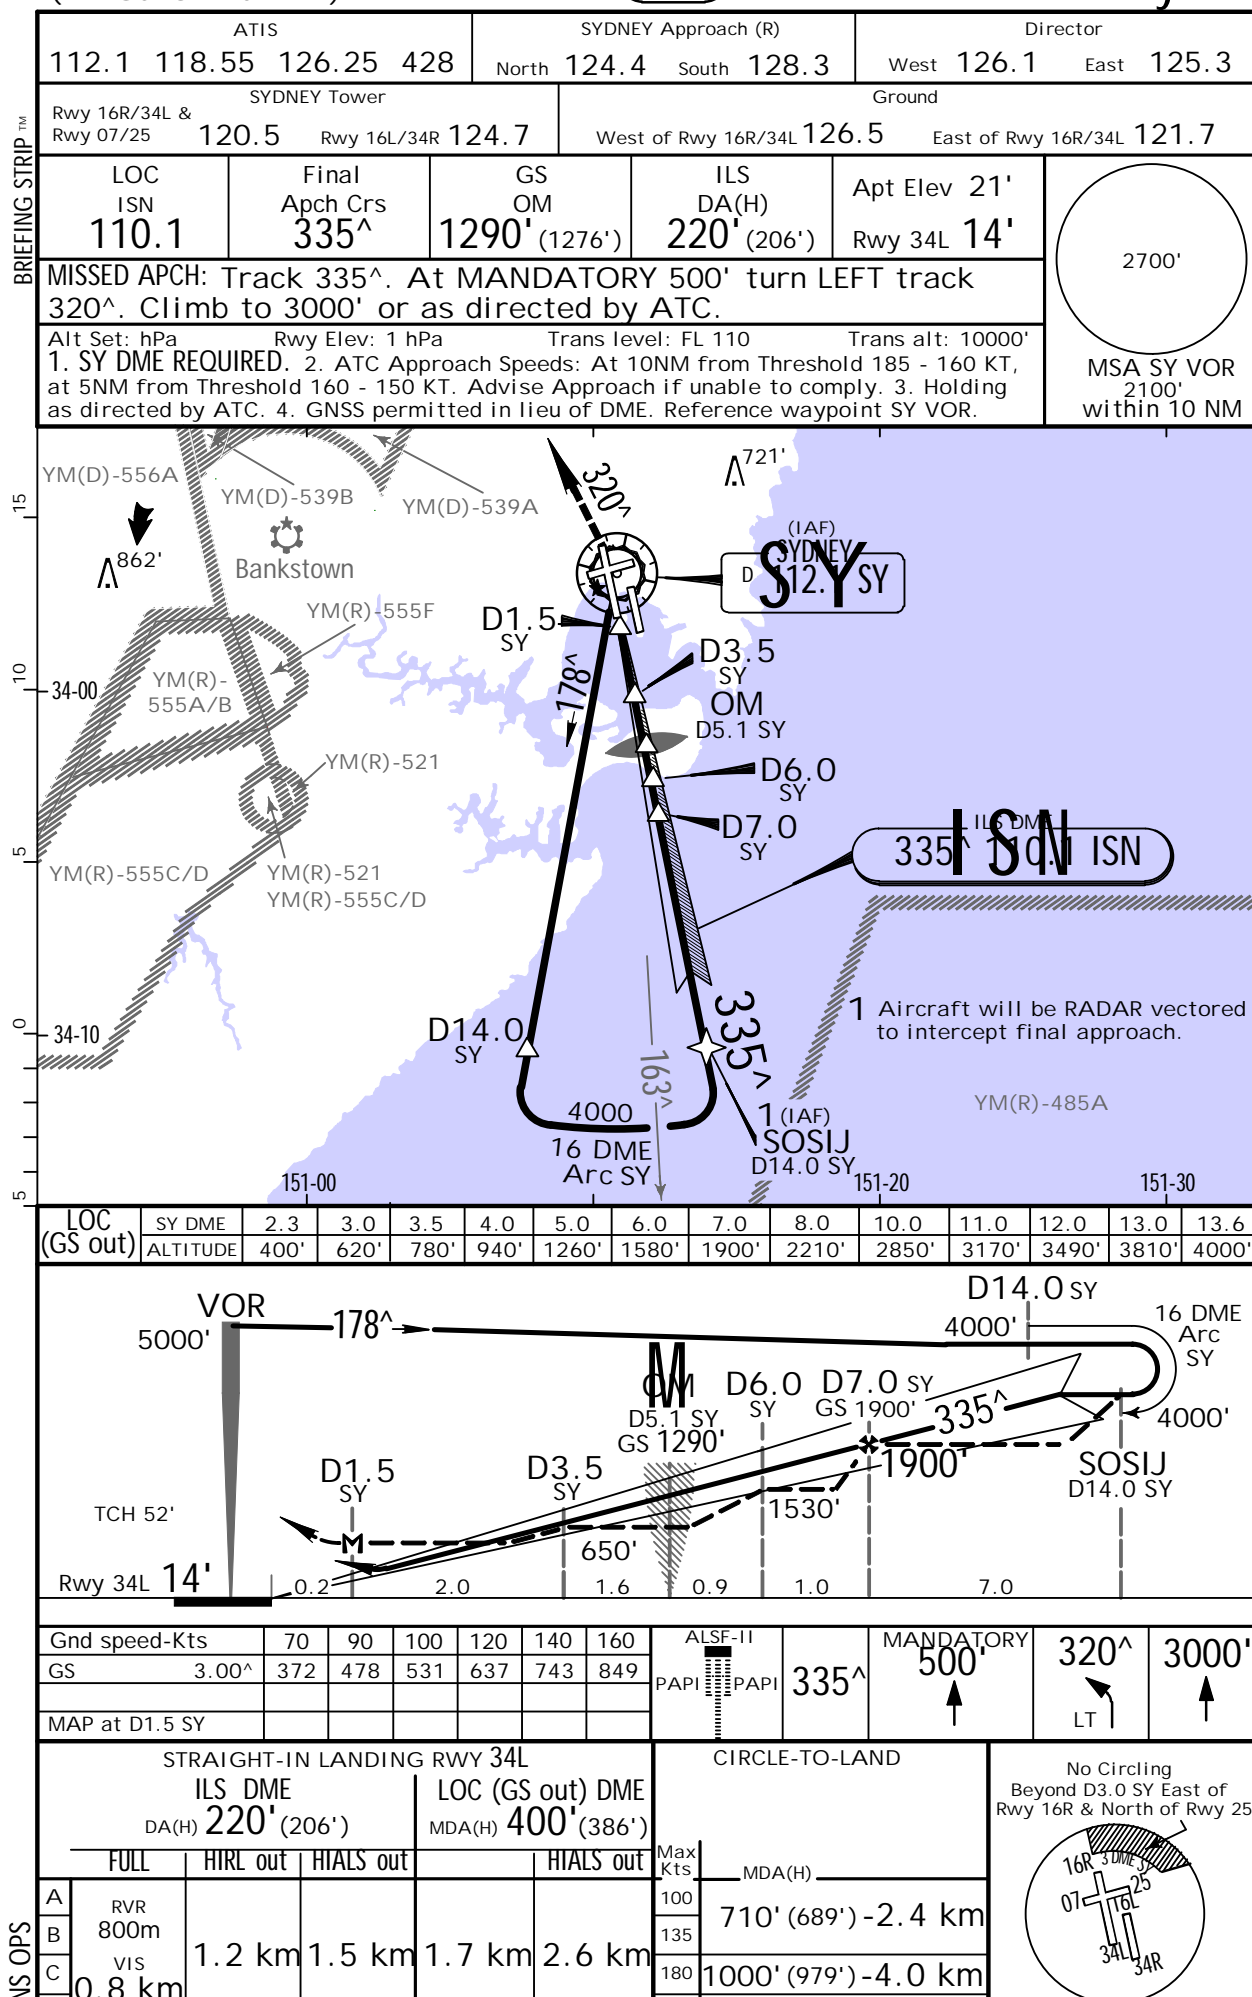 ATIS
112.1 118.55 126.25 428
SYDNEY Approach (R)
North 124.4 South 128.3
Director
West 126.1 East 125.3
SYDNEY Tower
Rwy 16R/34L &
Rwy 07/25 120.5 Rwy 16L/34R 124.7
Ground
West of Rwy 16R/34L 126.5 East of Rwy 16R/34L 121.7
BRIEFING STRIP TM
LOC
ISN
110.1
Final
Apch Crs
335^
GS
OM
1290' (1276')
ILS
DA(H)
220' (206')
Apt Elev 21'
Rwy 34L 14'
2700'
MSA SY VOR
2100'
within 10 NM
MISSED APCH: Track 335^. At MANDATORY 500' turn LEFT track
320^. Climb to 3000' or as directed by ATC.
Alt Set: hPa Rwy Elev: 1 hPa Trans level: FL 110 Trans alt: 10000'
1. SY DME REQUIRED. 2. ATC Approach Speeds: At 10NM from Threshold 185 - 160 KT,
at 5NM from Threshold 160 - 150 KT. Advise Approach if unable to comply. 3. Holding
as directed by ATC. 4. GNSS permitted in lieu of DME. Reference waypoint SY VOR.
YM(D)-556A
YM(D)-539B
YM(D)-539A
721'
862'
Bankstown
320^
(IAF)
SYDNEY
D 112.1 SY
SY
YM(R)-555F
D1.5
SY
D3.5
SY
178^
YM(R)-
555A/B
34-00
OM
D5.1 SY
YM(R)-521
D6.0
SY
D7.0
SY
ILS DME
335^ 110.1 ISN
ISN
YM(R)-555C/D
YM(R)-521
YM(R)-555C/D
15
10
5
0
5
34-10
D14.0
SY
335^
163^
1 Aircraft will be RADAR vectored
to intercept final approach.
YM(R)-485A
4000
16 DME
Arc SY
1 (IAF)
SOSIJ
D14.0 SY
151-00
151-20
151-30
LOC
(GS out)
SY DME 2.3 3.0 3.5 4.0 5.0 6.0 7.0 8.0 10.0 11.0 12.0 13.0 13.6
ALTITUDE 400' 620' 780' 940' 1260' 1580' 1900' 2210' 2850' 3170' 3490' 3810' 4000'
VOR
5000'
178^
4000'
D14.0 SY
16 DME
Arc
SY
4000'
M
OM
D5.1 SY
GS 1290'
D6.0
SY
D7.0 SY
GS 1900'
335^
1900'
SOSIJ
D14.0 SY
D1.5
SY
D3.5
SY
1530'
650'
TCH 52'
M
Rwy 34L 14'
0.2 2.0 1.6 0.9 1.0 7.0
Gnd speed-Kts 70 90 100 120 140 160
GS 3.00^ 372 478 531 637 743 849
MAP at D1.5 SY
ALSF-II
PAPI PAPI
335^
MANDATORY
500'
320^
LT
3000'
STRAIGHT-IN LANDING RWY 34L
ILS DME
DA(H) 220' (206')
LOC (GS out) DME
MDA(H) 400' (386')
FULL HIRL out HIALS out HIALS out
A
B
C
RVR
800m
VIS
0.8 km
1.2 km 1.5 km 1.7 km 2.6 km
CIRCLE-TO-LAND
Max
Kts
MDA(H)
100
135
710' (689') -2.4 km
180 1000' (979') -4.0 km
No Circling
Beyond D3.0 SY East of
Rwy 16R & North of Rwy 25
3 DME SY
16R
25
07
16L
34L
34R
NS OPS